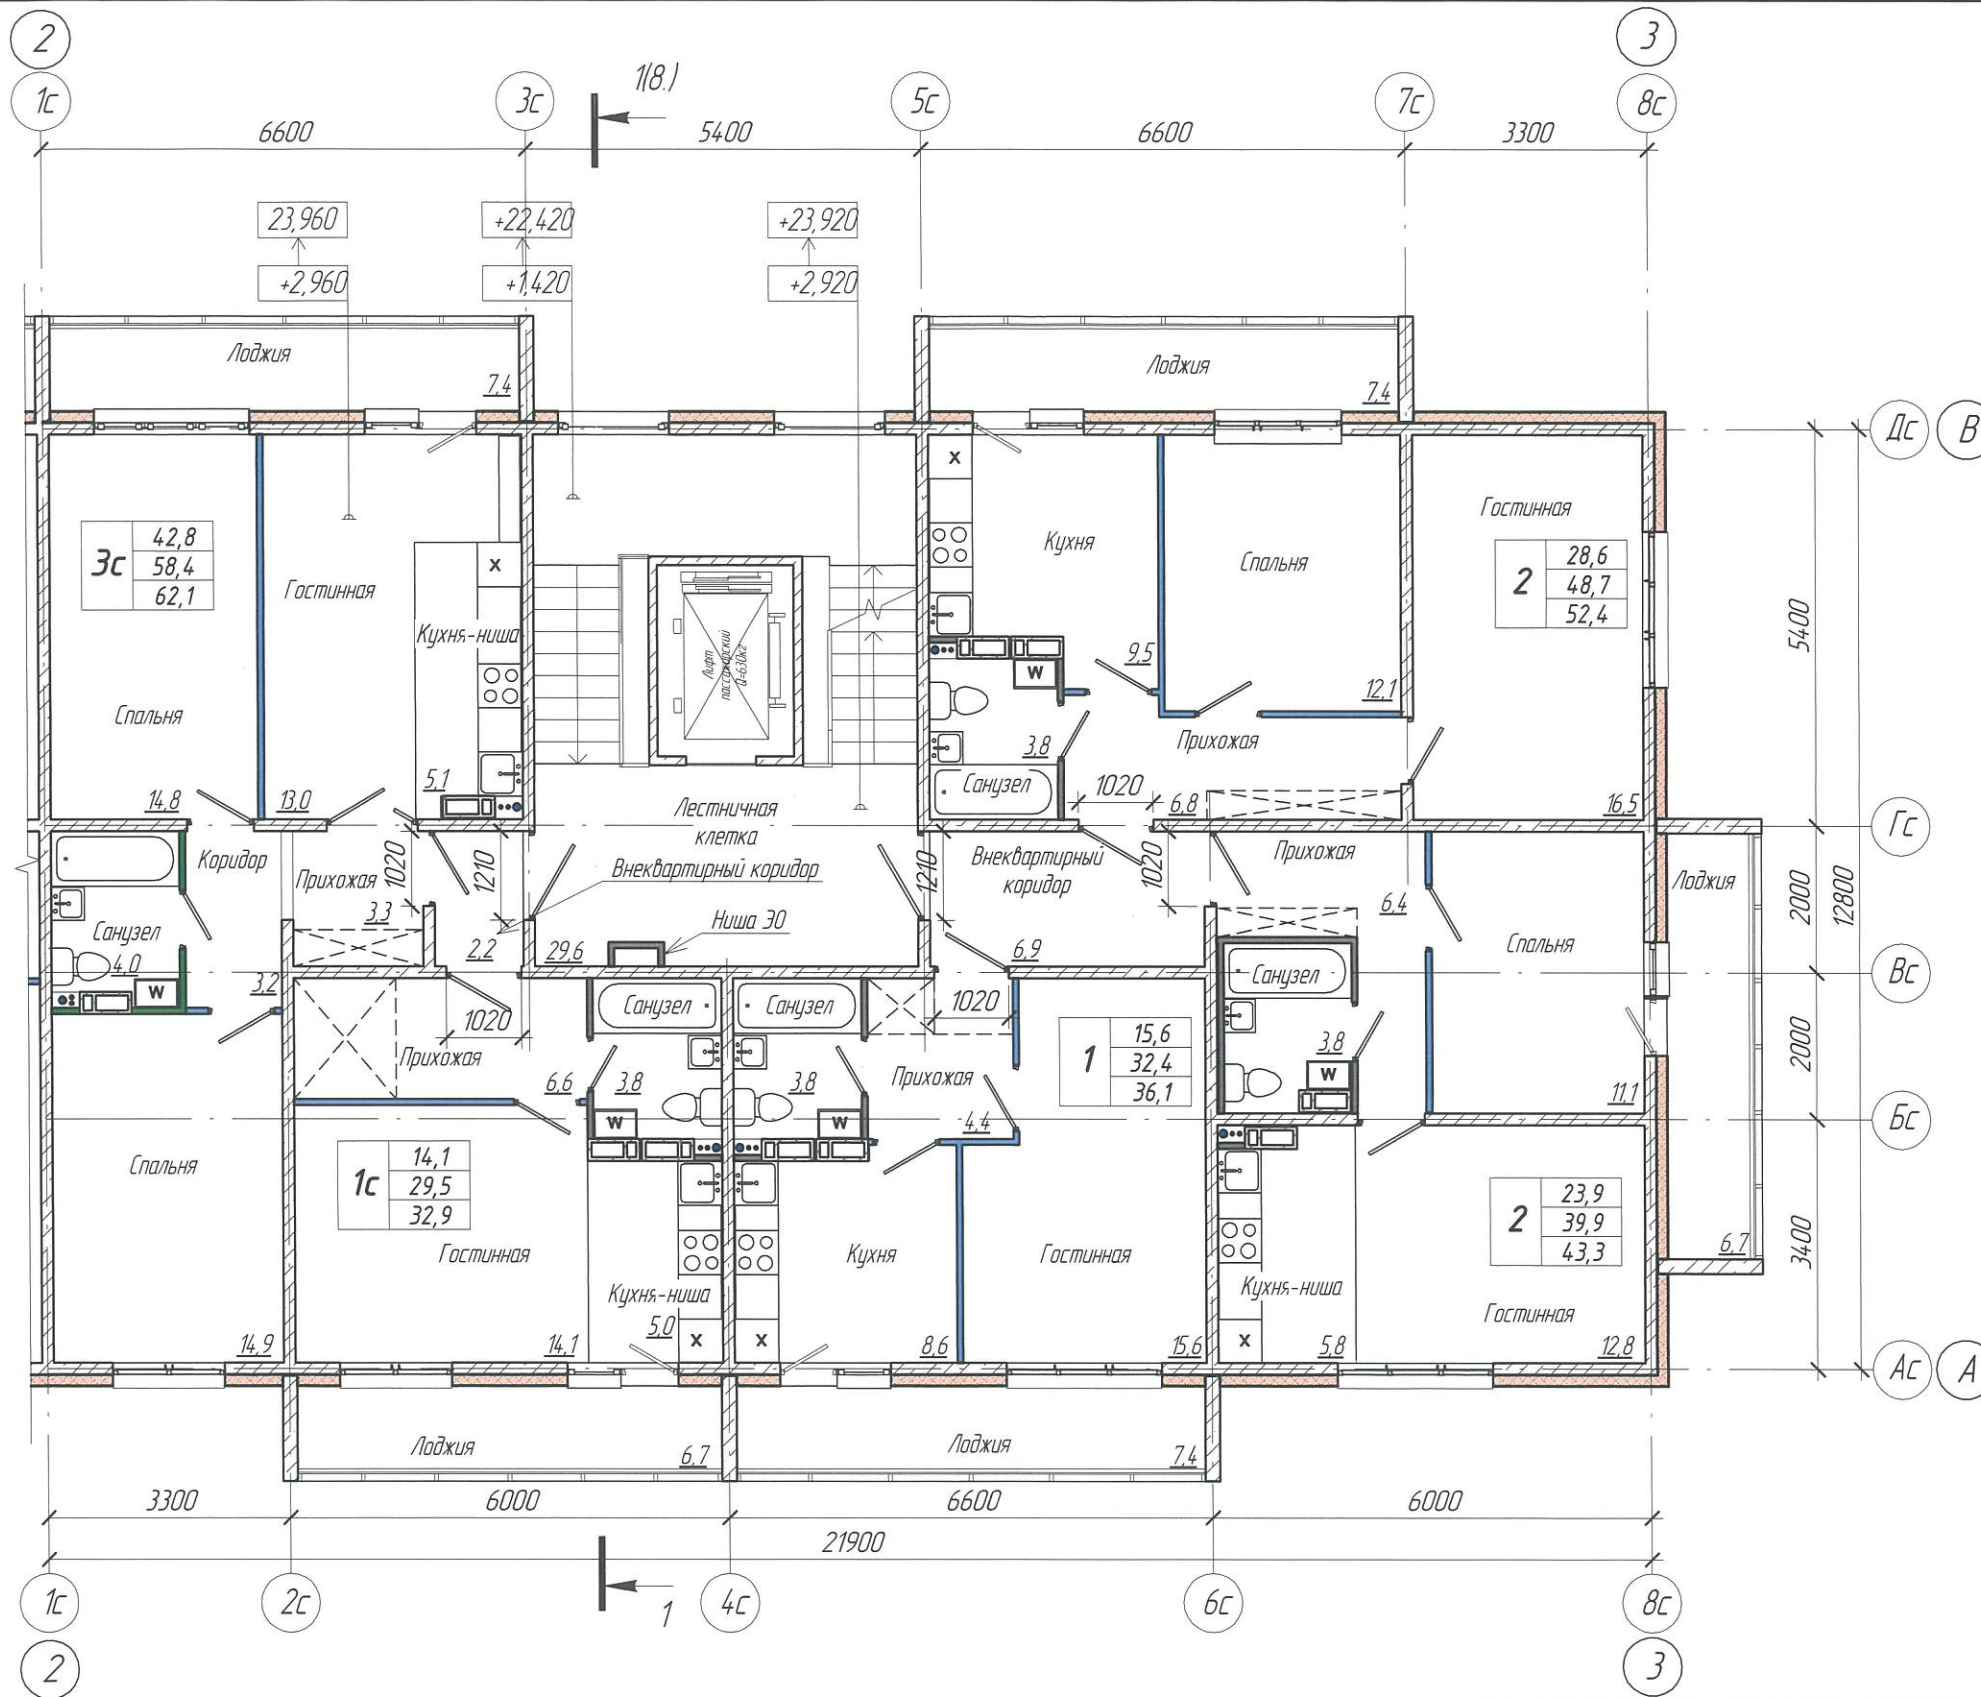 2
3
1с
3с
1(8.)
5с
7с
8с
6600
5400
6600
3300
23,960
+22,420
+23,920
+2,960
+1,420
+2,920
Лоджия
7,4
Лоджия
7,4
Дс
В
3с
42,8
58,4
62,1
Гостинная
Кухня-ниша
Спальня
14,8
13,0
5,1
Лифт
пассажирский
Q=630кг
X
X
Кухня
9,5
Спальня
12,1
Гостинная
2
28,6
48,7
52,4
16,5
5400
W
3,8
Санузел
Прихожая
1020
6,8
Лестничная
клетка
Внеквартирный коридор
Ниша ЭО
29,6
1210
1210
Внеквартирный
коридор
6,9
1020
Гс
Коридор
Прихожая
3,3
1020
2,2
Санузел
4,0
W
3,2
Прихожая
6,4
Лоджия
6,7
Спальня
11,1
2000
12800
Вс
2000
Бс
3400
1020
Прихожая
6,6
Санузел
3,8
W
Санузел
3,8
W
1020
Прихожая
4,4
1
15,6
32,4
36,1
Санузел
3,8
W
Спальня
14,9
1с
14,1
29,5
32,9
Гостинная
14,1
Кухня-ниша
5,0
X
Кухня
8,6
X
Гостинная
15,6
Кухня-ниша
5,8
X
2
23,9
39,9
43,3
Гостинная
12,8
Ас
А
Лоджия
6,7
Лоджия
7,4
3300
6000
6600
6000
21900
1с
2с
1
4с
6с
8с
2
3